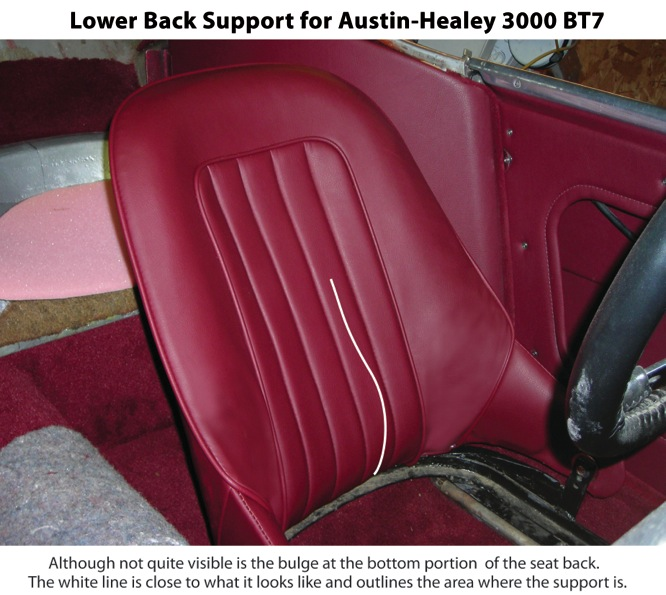 Lower Back Support for Austin-Healey 3000 BT7
Although not quite visible is the bulge at the bottom portion of the seat back.
The white line is close to what it looks like and outlines the area where the support is.